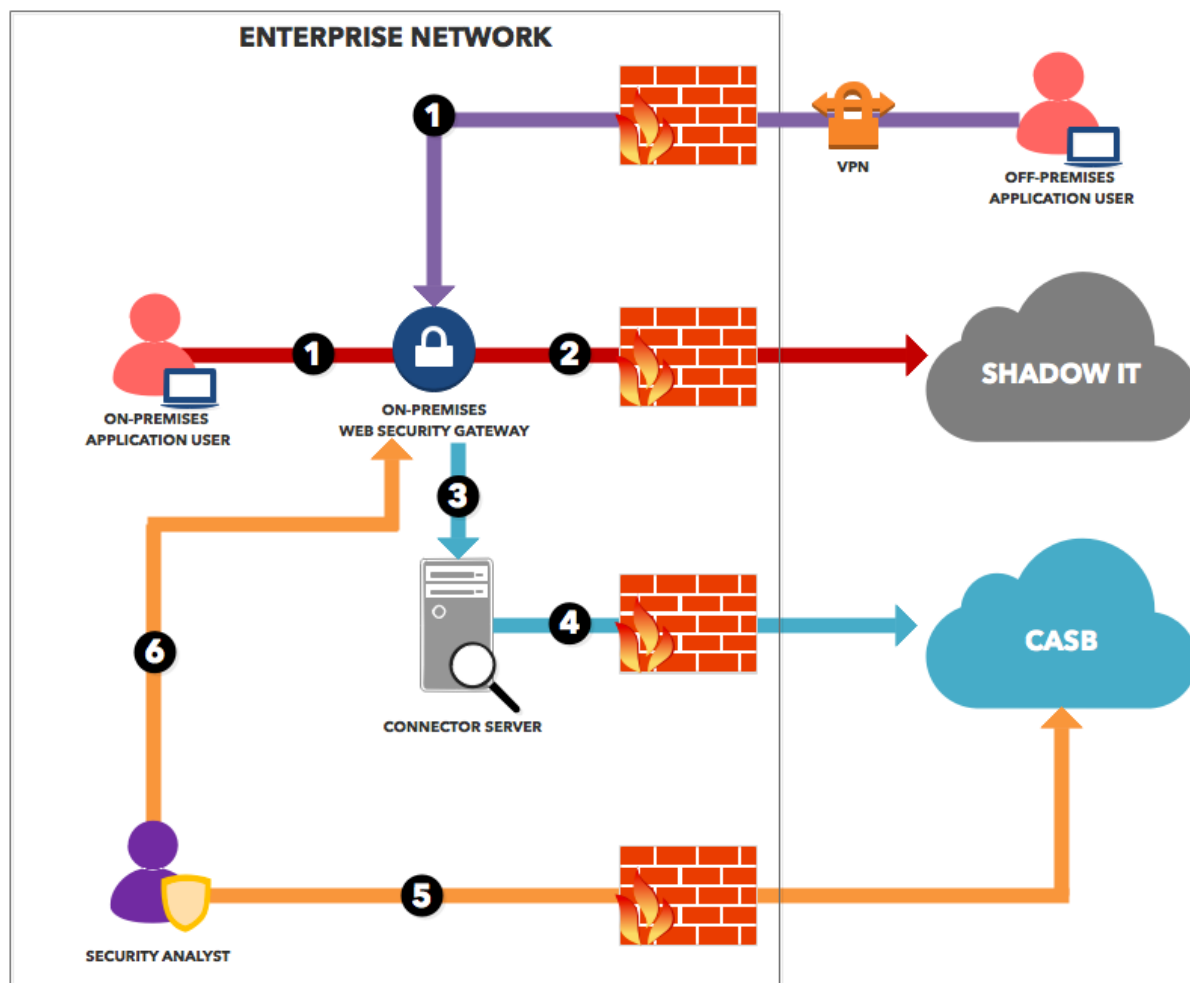 ENTERPRISE NETWORK
1
VPN
OFF-PREMISES
APPLICATION USER
1
2
SHADOW IT
ON-PREMISES
APPLICATION USER
ON-PREMISES
WEB SECURITY GATEWAY
3
4
CASB
6
CONNECTOR SERVER
5
SECURITY ANALYST